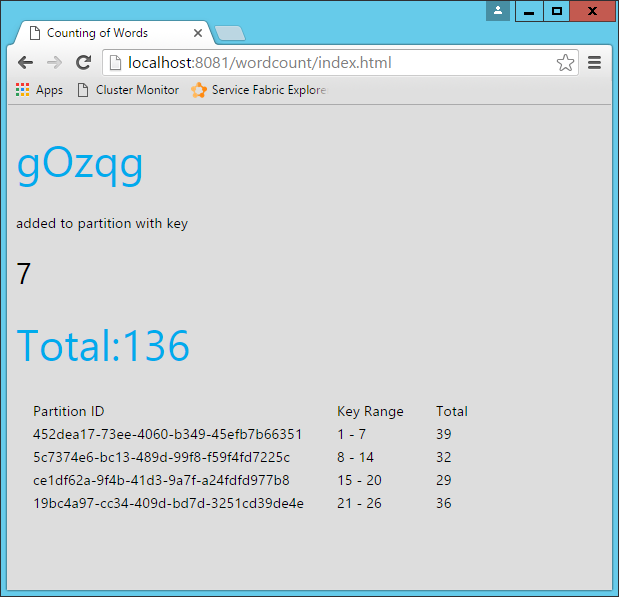 Counting of Words
localhost:8081/wordcount/index.html
Apps Cluster Monitor Service Fabric Explore
gOzqg
added to partition with key
7
Total:136
Partition ID Key Range Total
452dea17-73ee-4060-b349-45efb7b66351 1 - 7 39
5c7374e6-bc13-489d-99f8-f59f4fd7225c 8 - 14 32
ce1df62a-9f4b-41d3-9a7f-a24fdfd977b8 15 - 20 29
19bc4a97-cc34-409d-bd7d-3251cd39de4e 21 - 26 36